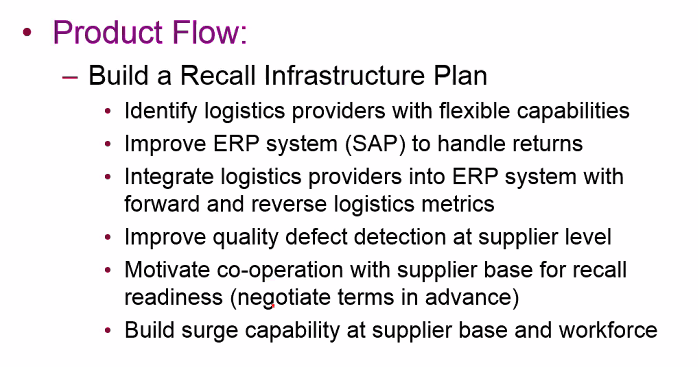 • Product Flow:
– Build a Recall Infrastructure Plan
• Identify logistics providers with flexible capabilities
• Improve ERP system (SAP) to handle returns
• Integrate logistics providers into ERP system with
forward and reverse logistics metrics
• Improve quality defect detection at supplier level
• Motivate co-operation with supplier base for recall
readiness (negotiate terms in advance)
• Build surge capability at supplier base and workforce